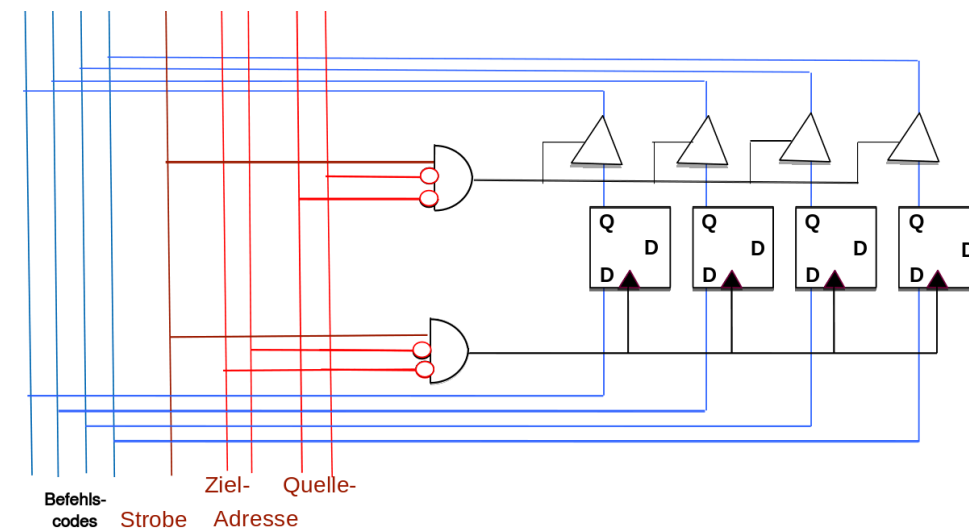 Q
D
D
Q
D
D
Q
D
D
Q
D
D
Befehls-
codes
Strobe
Ziel-
Quelle-
Adresse